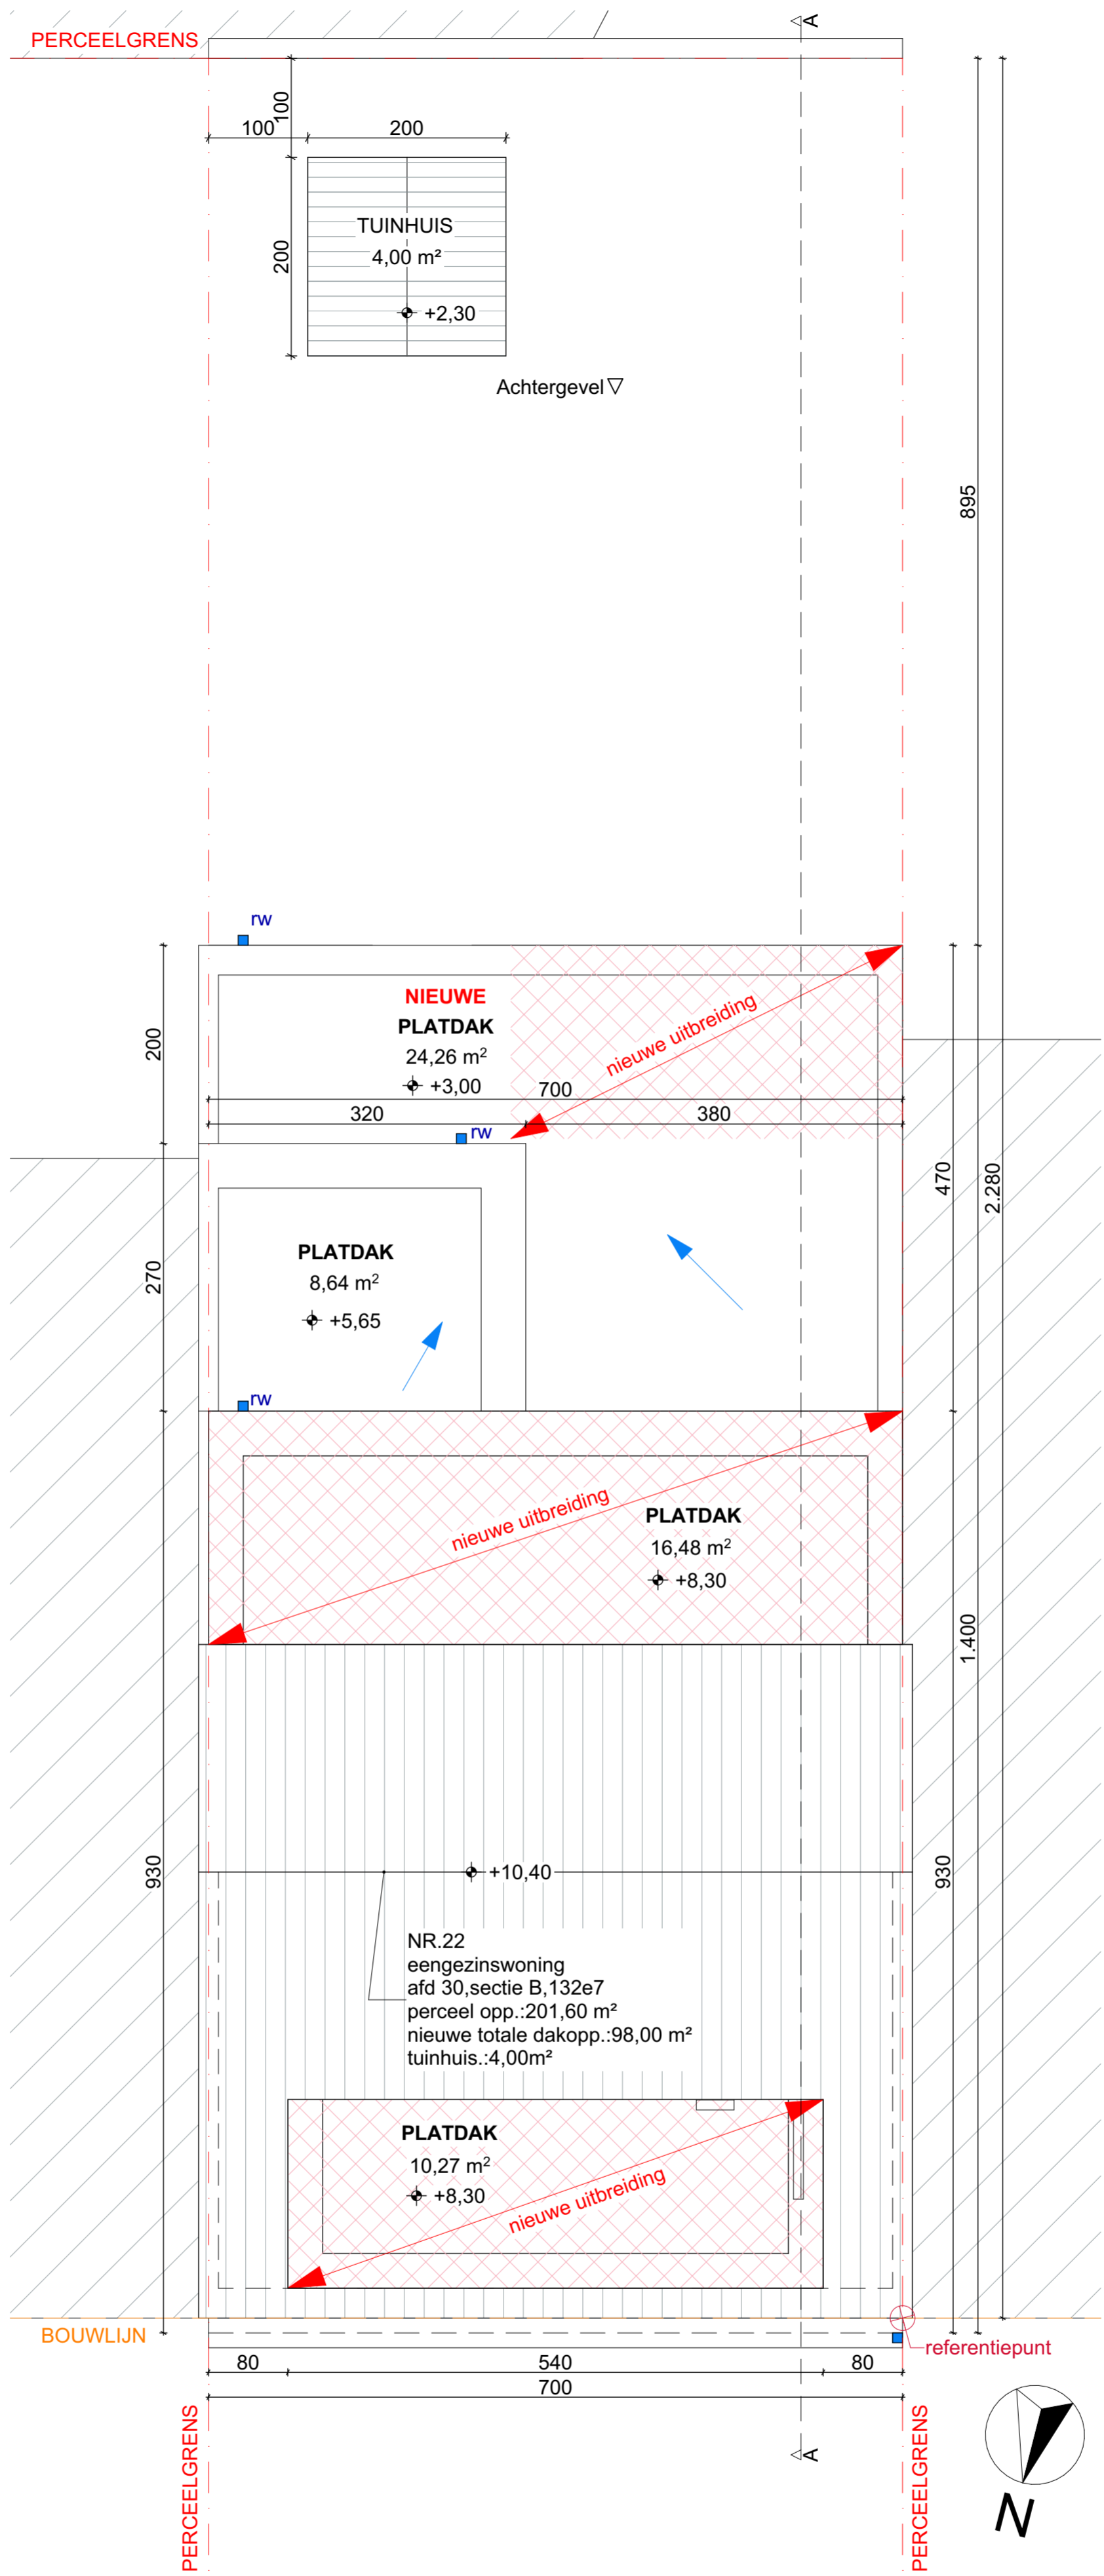 A
PERCEELGRENS
100
100
200
200
TUINHUIS
4,00 m²
+2,30
Achtergevel
895
rw
NIEUWE
PLATDAK
24,26 m²
+3,00
nieuwe uitbreiding
700
320
380
200
rw
470
2.280
270
PLATDAK
8,64 m²
+5,65
rw
nieuwe uitbreiding
PLATDAK
16,48 m²
+8,30
1.400
930
+10,40
930
NR.22
eengezinswoning
afd 30,sectie B,132e7
perceel opp.:201,60 m²
nieuwe totale dakopp.:98,00 m²
tuinhuis.:4,00m²
PLATDAK
10,27 m²
+8,30
nieuwe uitbreiding
BOUWLIJN
referentiepunt
80
540
80
700
PERCEELGRENS
A
PERCEELGRENS
N